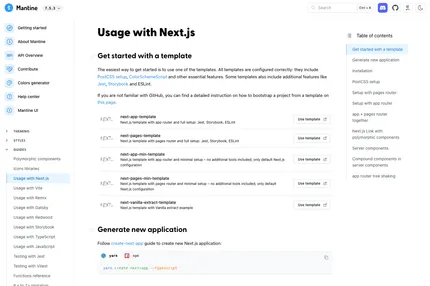 Mantine
7.5.3
Search
Ctrl + K
Getting started
About Mantine
API Overview
Contribute
Colors generator
Help center
Mantine UI
THEMING
STYLES
GUIDES
Polymorphic components
Icons libraries
Usage with Next.js
Usage with Vite
Usage with Remix
Usage with Gatsby
Usage with Redwood
Usage with Storybook
Usage with TypeScript
Usage with JavaScript
Testing with Jest
Testing with Vitest
Functions reference
Usage with Next.js
Get started with a template
The easiest way to get started is to use one of the templates. All templates are configured correctly: they include
PostCSS setup, ColorSchemeScript and other essential features. Some templates also include additional features like
Jest, Storybook and ESLint.
If you are not familiar with GitHub, you can find a detailed instruction on how to bootstrap a project from a template on
this page.
next-app-template
Next.js template with app router and full setup: Jest, Storybook, ESLint
Use template
next-pages-template
Next.js template with pages router and full setup: Jest, Storybook, ESLint
Use template
next-app-min-template
Next.js template with app router and minimal setup – no additional tools included, only default Next.js
configuration
Use template
next-pages-min-template
Next.js template with pages router and minimal setup – no additional tools included, only default
Next.js configuration
Use template
next-vanilla-extract-template
Next.js template with Vanilla extract example
Use template
Generate new application
Follow create-next-app guide to create new Next.js application:
yarn
npm
yarn create next-app --typescript
Table of contents
Get started with a template
Generate new application
Installation
PostCSS setup
Setup with pages router
Setup with app router
app + pages router
together
Next.js Link with
polymorphic components
Server components
Compound components in
server components
app router tree shaking